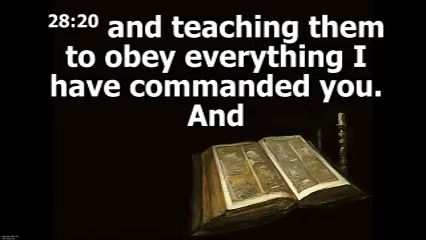 28:20 and teaching them
to obey everything I
have commanded you.
And